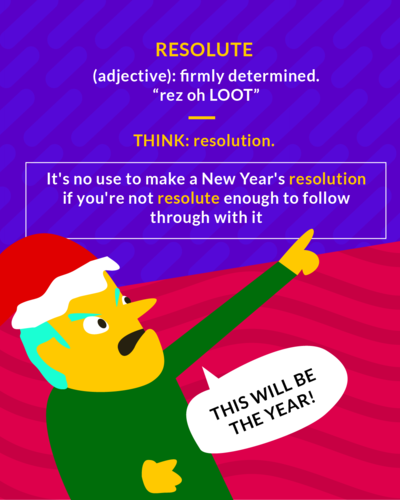 RESOLUTE
(adjective): firmly determined.
“rez oh LOOT”
THINK: resolution.
It's no use to make a New Year's resolution
if you're not resolute enough to follow
through with it
THIS WILL BE
THE YEAR!